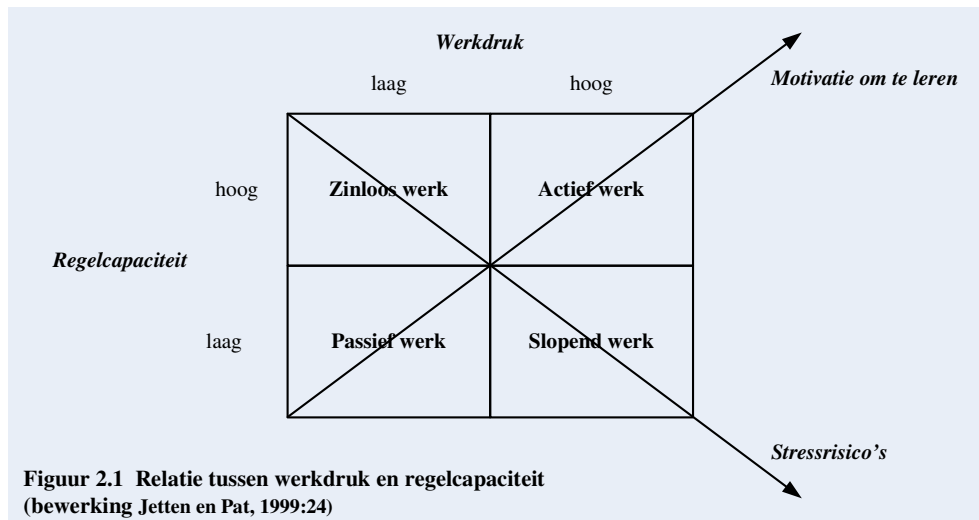 Werkdruk
laag hoog
Motivatie om te leren
hoog Zinloos werk Actief werk
Regelcapaciteit
laag Passief werk Slopend werk
Stressrisico’s
Figuur 2.1 Relatie tussen werkdruk en regelcapaciteit
(bewerking Jetten en Pat, 1999:24)